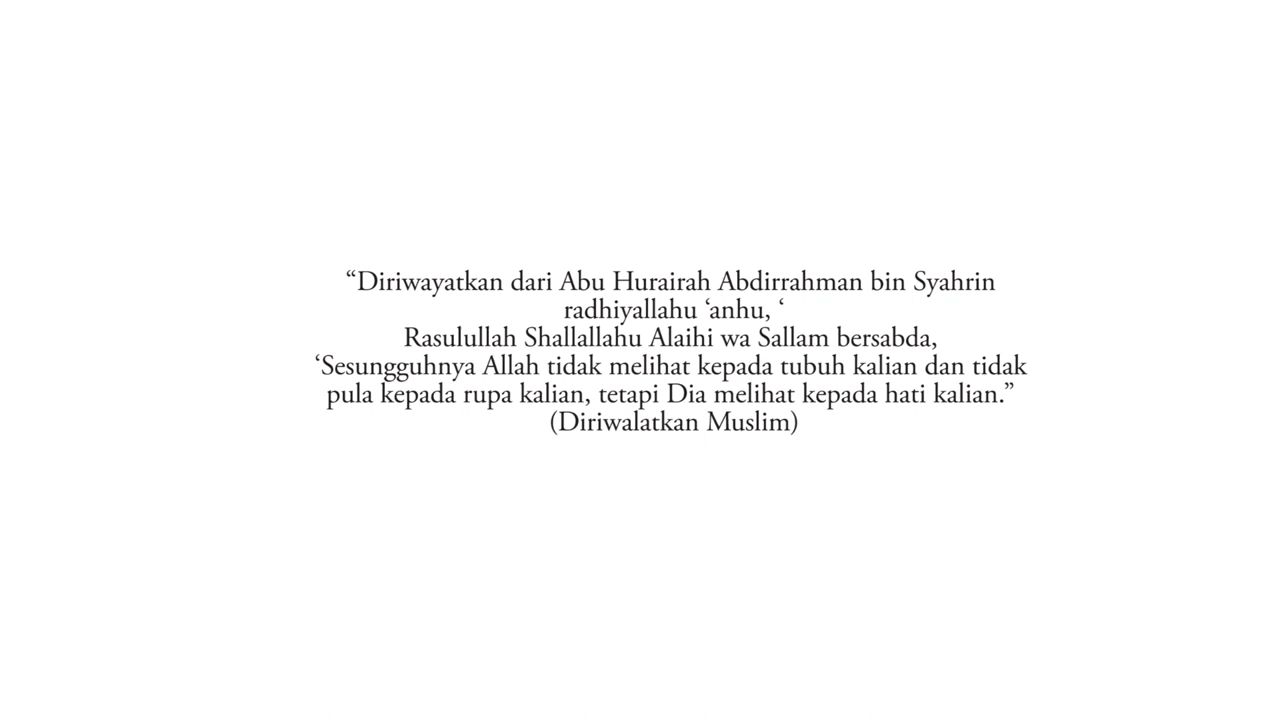 “Diriwayatkan dari Abu Hurairah Abdirrahman bin Syahrin
radhiyallahu ‘anhu, ‘
Rasulullah Shallallahu Alaihi wa Sallam bersabda,
‘Sesungguhnya Allah tidak melihat kepada tubuh kalian dan tidak
pula kepada rupa kalian, tetapi Dia melihat kepada hati kalian.”
(Diriwalatkan Muslim)